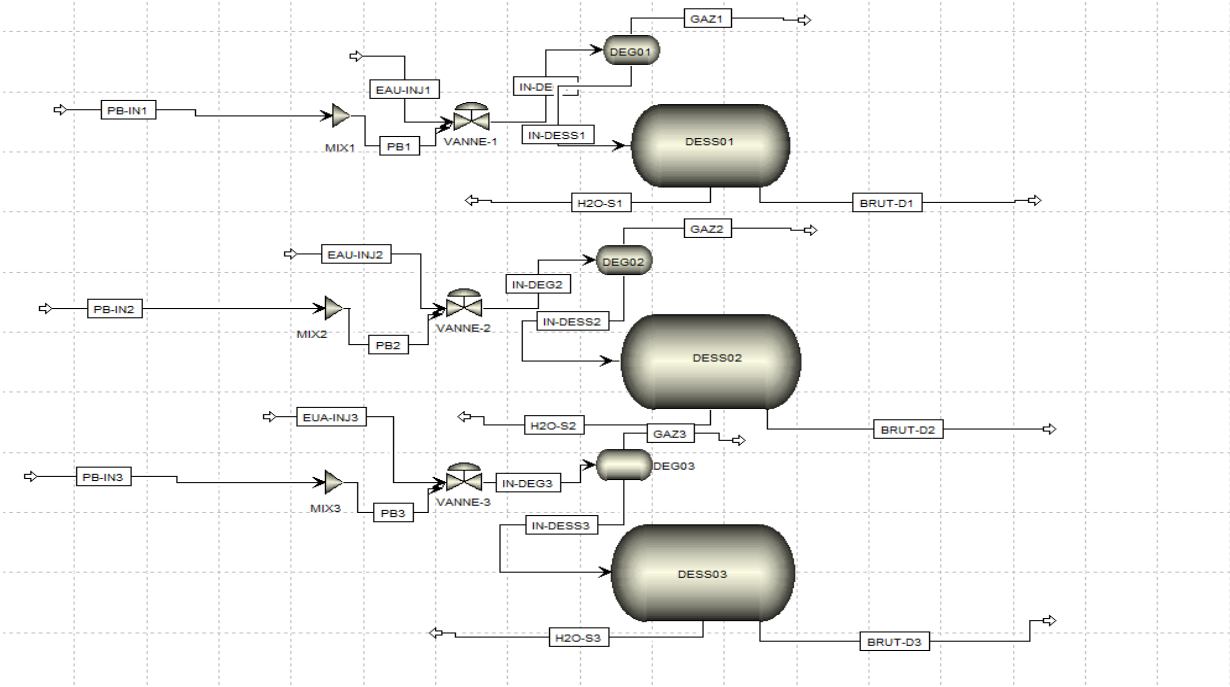 GAZ1
DEG01
EAU-INJ1
IN-DE
PB-IN1
IN-DESS1
VANNE-1
MIX1
PB1
DESS01
H2O-S1
BRUT-D1
GAZ2
EAU-INJ2
DEG02
IN-DEG2
PB-IN2
IN-DESS2
VANNE-2
MIX2
PB2
DESS02
EUA-INJ3
H2O-S2
BRUT-D2
GAZ3
DEG03
PB-IN3
IN-DEG3
VANNE-3
MIX3
PB3
IN-DESS3
DESS03
H2O-S3
BRUT-D3